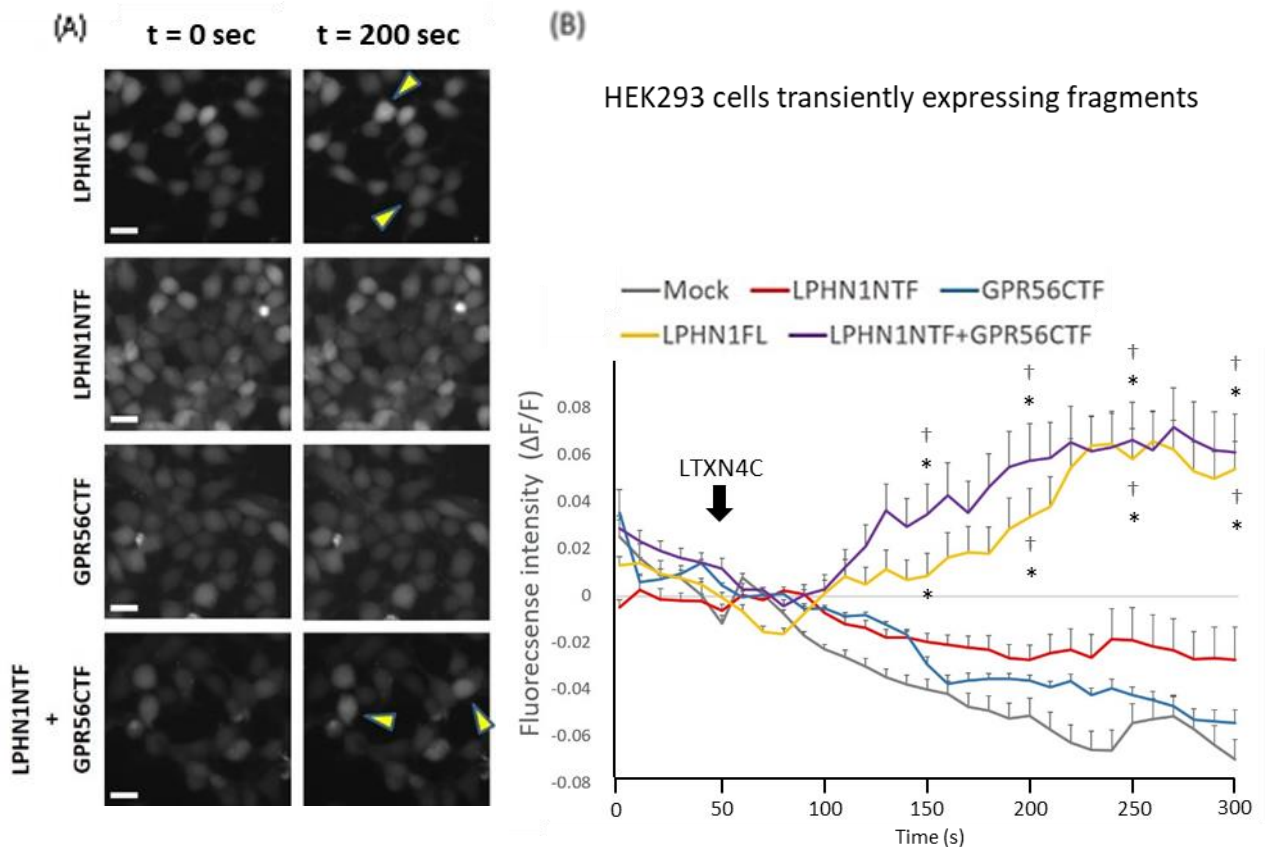 (A)
t = 0 sec
t = 200 sec
LPHN1FL
LPHN1NTF
GPR56CTF
LPHN1NTF
+
GPR56CTF
(B)
HEK293 cells transiently expressing fragments
Mock LPHN1NTF GPR56CTF
LPHN1FL LPHN1NTF+GPR56CTF
Fluorecsense intensity (ΔF/F)
0.08
0.06
0.04
0.02
0
-0.02
-0.04
-0.06
-0.08
LTXN4C
† † † †
* * * *
† †
* * * *
0 50 100 150 200 250 300
Time (s)